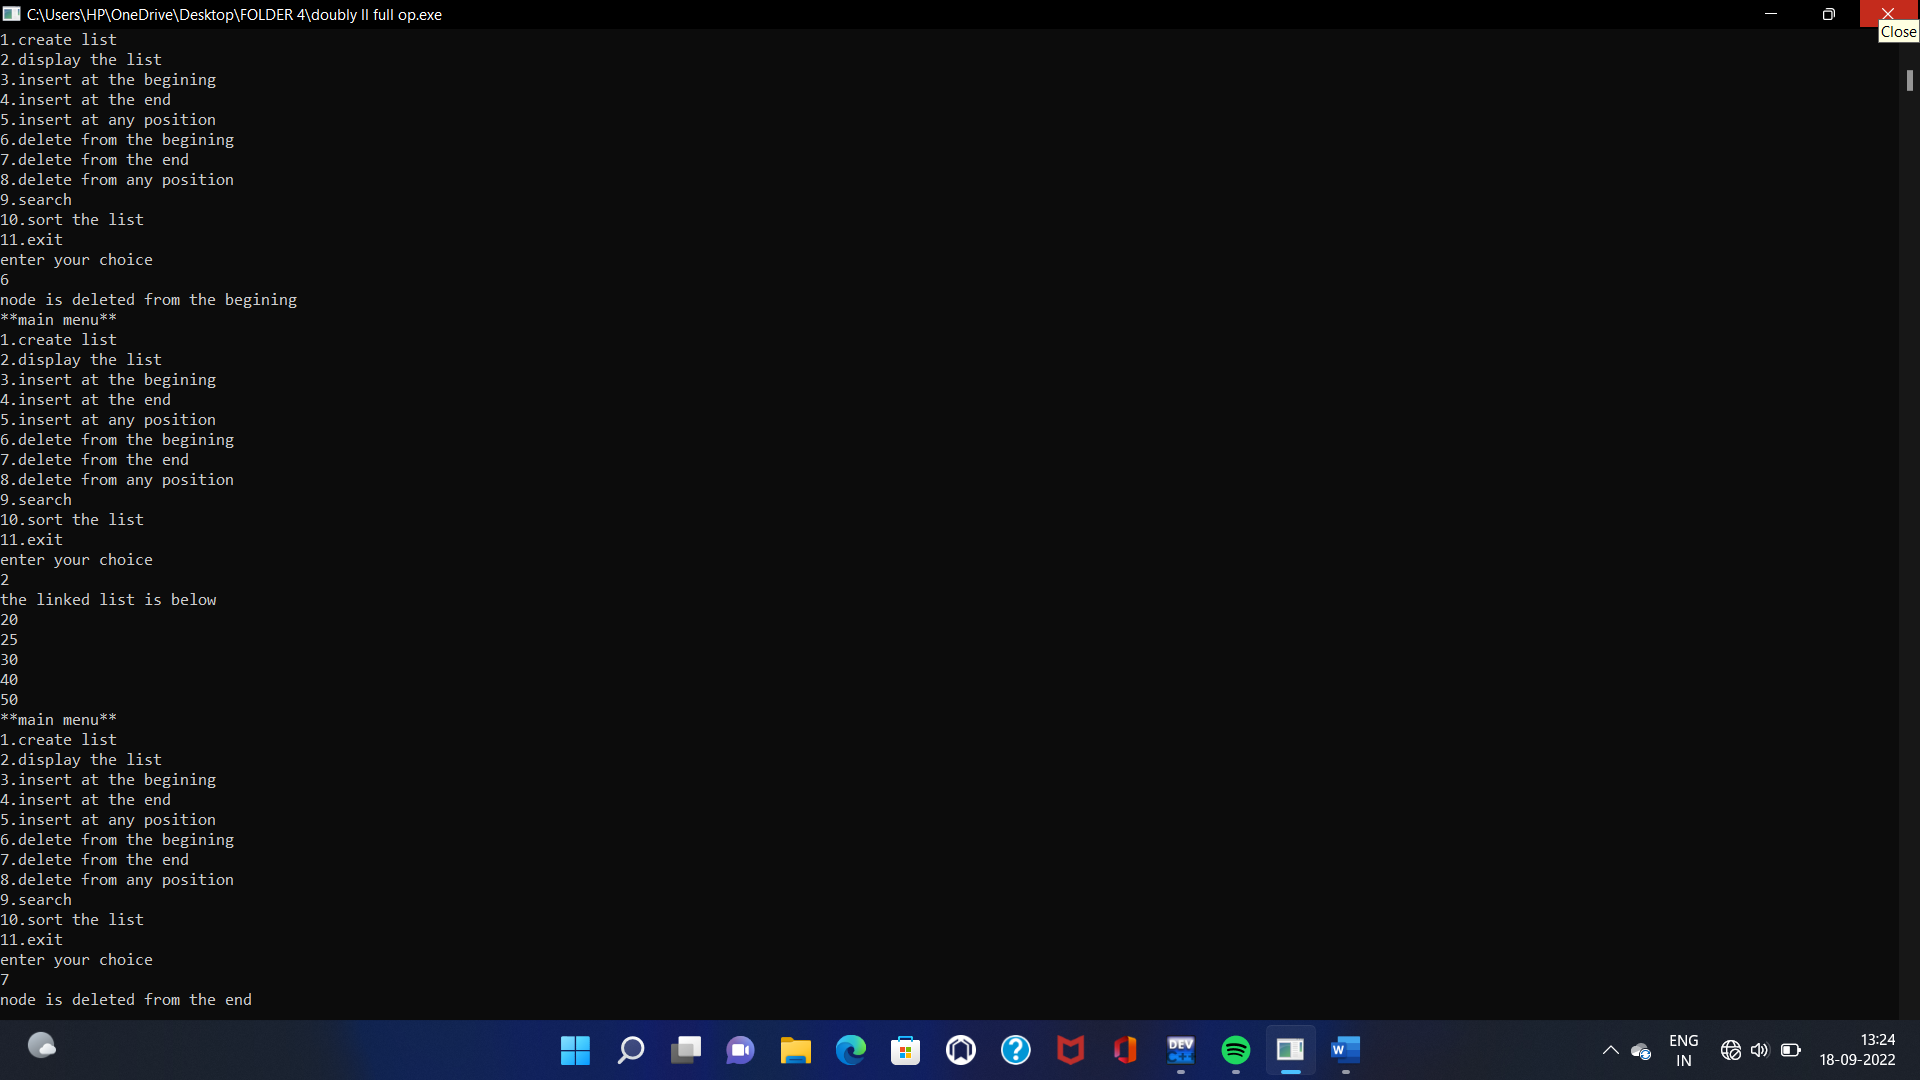 C:\Users\HP\OneDrive\Desktop\FOLDER 4\doubly ll full op.exe
Close
1.create list
2.display the list
3.insert at the begining
4.insert at the end
5.insert at any position
6.delete from the begining
7.delete from the end
8.delete from any position
9.search
10.sort the list
11.exit
enter your choice
6
node is deleted from the begining
**main menu**
1.create list
2.display the list
3.insert at the begining
4.insert at the end
5.insert at any position
6.delete from the begining
7.delete from the end
8.delete from any position
9.search
10.sort the list
11.exit
enter your choice
2
the linked list is below
20
25
30
40
50
**main menu**
1.create list
2.display the list
3.insert at the begining
4.insert at the end
5.insert at any position
6.delete from the begining
7.delete from the end
8.delete from any position
9.search
10.sort the list
11.exit
enter your choice
7
node is deleted from the end
DEV
C++
W
ENG
IN
13:24
18-09-2022